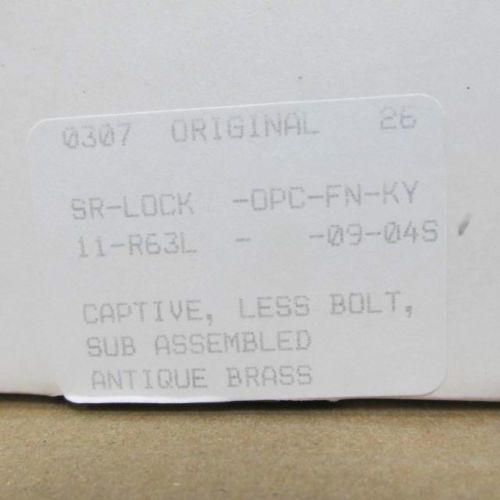 0307 ORIGINAL 26
SR-LOCK -OPC-FN-KY
11-R63L - -09-04S
CAPTIVE, LESS BOLT,
SUB ASSEMBLED
ANTIQUE BRASS